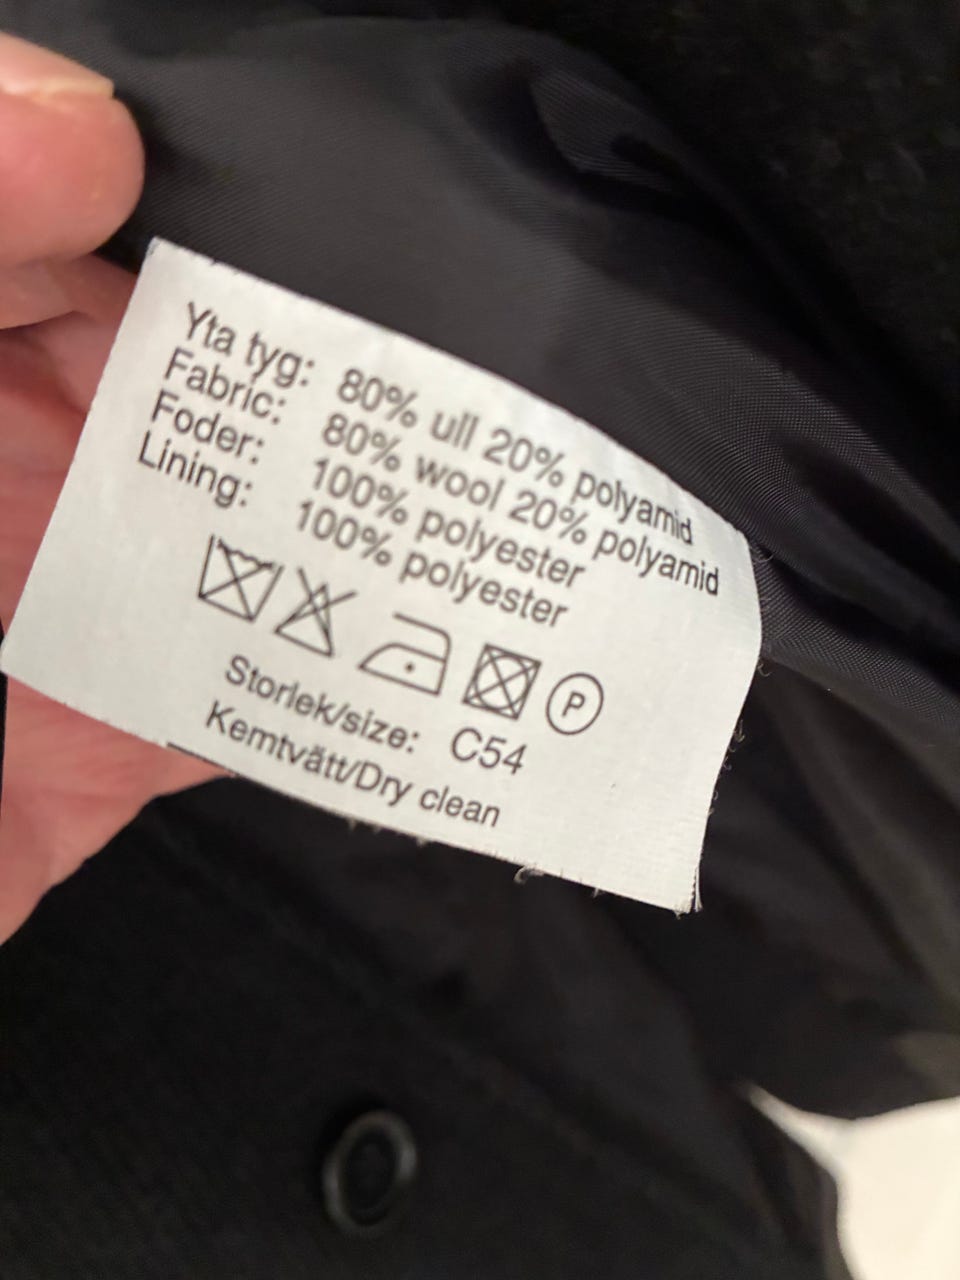 Yta tyg: 80% ull 20% polyamid
Fabric: 80% wool 20% polyamid
Foder: 100% polyester
Lining: 100% polyester
P
Storlek/size: C54
Kemtvätt/Dry clean